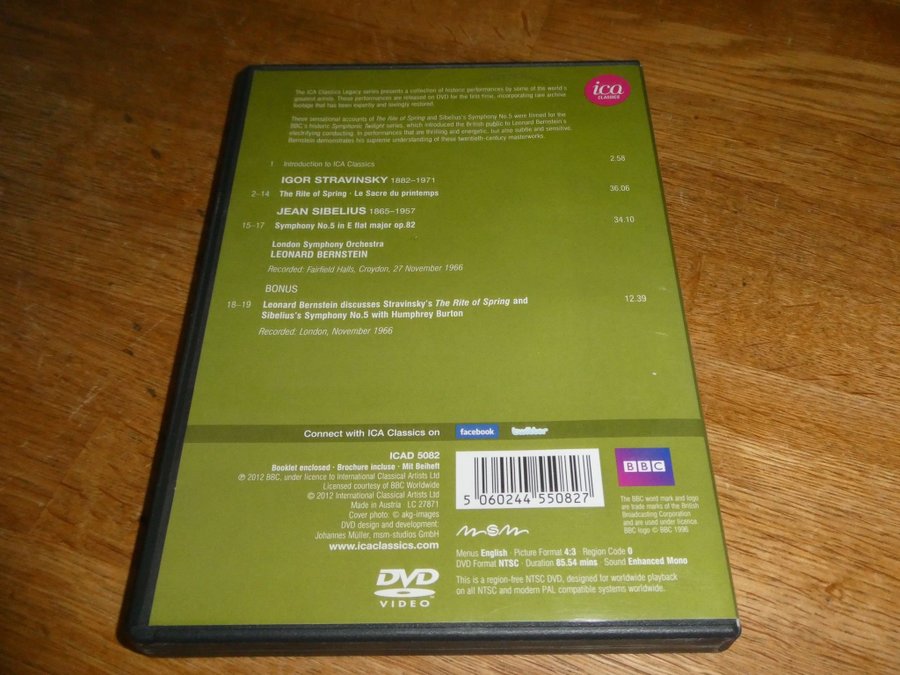 The ICA Classics Legacy series presents a collection of historic performances by some of the world's
greatest artists. These performances are released on DVD for the first time, incorporating rare archive
footage that has been expertly and lovingly restored.
These sensational accounts of The Rite of Spring and Sibelius's Symphony No.5 were filmed for the
BBC's historic Symphonic Twilight series, which introduced the British public to Leonard Bernstein's
electrifying conducting. In performances that are thrilling and energetic, but also subtle and sensitive,
Bernstein demonstrates his supreme understanding of these twentieth-century masterworks.
ica
CLASSICS
1 Introduction to ICA Classics 2.58
IGOR STRAVINSKY 1882–1971
2–14 The Rite of Spring · Le Sacre du printemps 36.06
JEAN SIBELIUS 1865–1957
15–17 Symphony No.5 in E flat major op.82 34.10
London Symphony Orchestra
LEONARD BERNSTEIN
Recorded: Fairfield Halls, Croydon, 27 November 1966
BONUS
18–19 Leonard Bernstein discusses Stravinsky's The Rite of Spring and 12.39
Sibelius's Symphony No.5 with Humphrey Burton
Recorded: London, November 1966
Connect with ICA Classics on facebook twitter
ICAD 5082
Booklet enclosed · Brochure incluse · Mit Beiheft
℗ 2012 BBC, under licence to International Classical Artists Ltd
Licensed courtesy of BBC Worldwide
© 2012 International Classical Artists Ltd
Made in Austria LC 27871
Cover photo: © akg-images
DVD design and development:
Johannes Müller, msm-studios GmbH
www.icaclassics.com
DVD
VIDEO
5 060244 550827
BBC
The BBC word mark and logo
are trade marks of the British
Broadcasting Corporation
and are used under licence.
BBC logo © BBC 1996
msm
Menus English · Picture Format 4:3 Region Code 0
DVD Format NTSC · Duration 85.54 mins Sound Enhanced Mono
This is a region-free NTSC DVD, designed for worldwide playback
on all NTSC and modern PAL compatible systems worldwide.